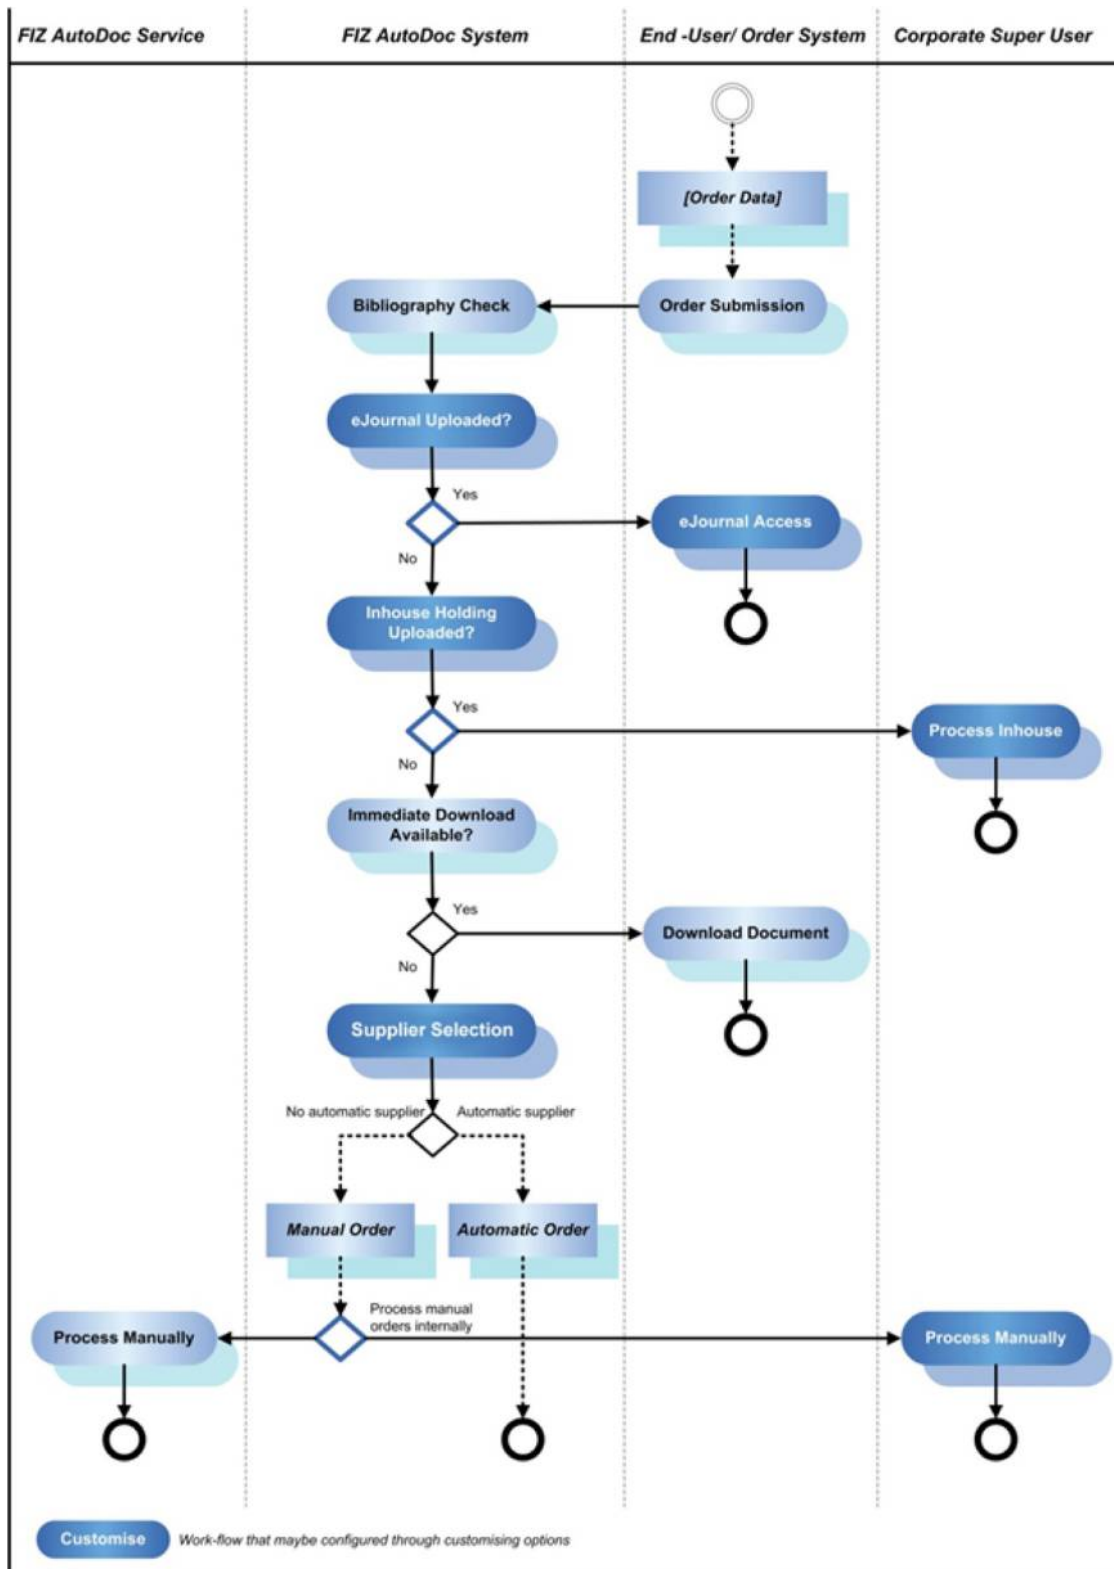 FIZ AutoDoc Service
FIZ AutoDoc System
End -User/ Order System
Corporate Super User
[Order Data]
Bibliography Check
Order Submission
eJournal Uploaded?
Yes
eJournal Access
No
Inhouse Holding
Uploaded?
Yes
Process Inhouse
No
Immediate Download
Available?
Yes
Download Document
No
Supplier Selection
No automatic supplier
Automatic supplier
Manual Order
Automatic Order
Process manual
orders internally
Process Manually
Process Manually
Customise
Work-flow that maybe configured through customising options